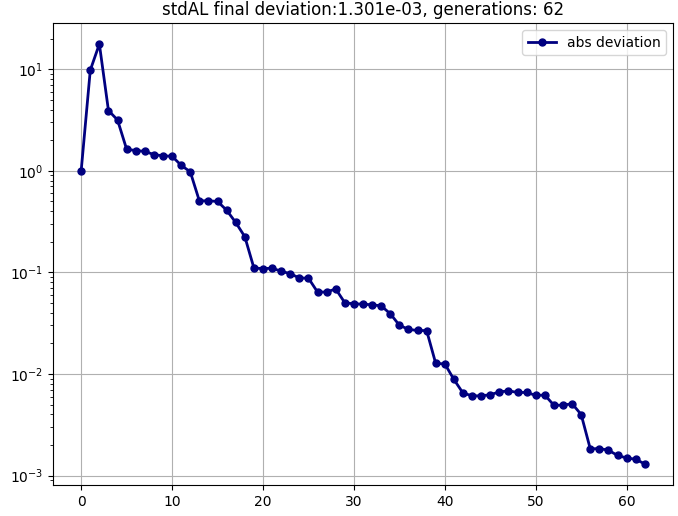 stdAL final deviation:1.301e-03, generations: 62
abs deviation
10¹
10⁰
10⁻¹
10⁻²
10⁻³
0 10 20 30 40 50 60